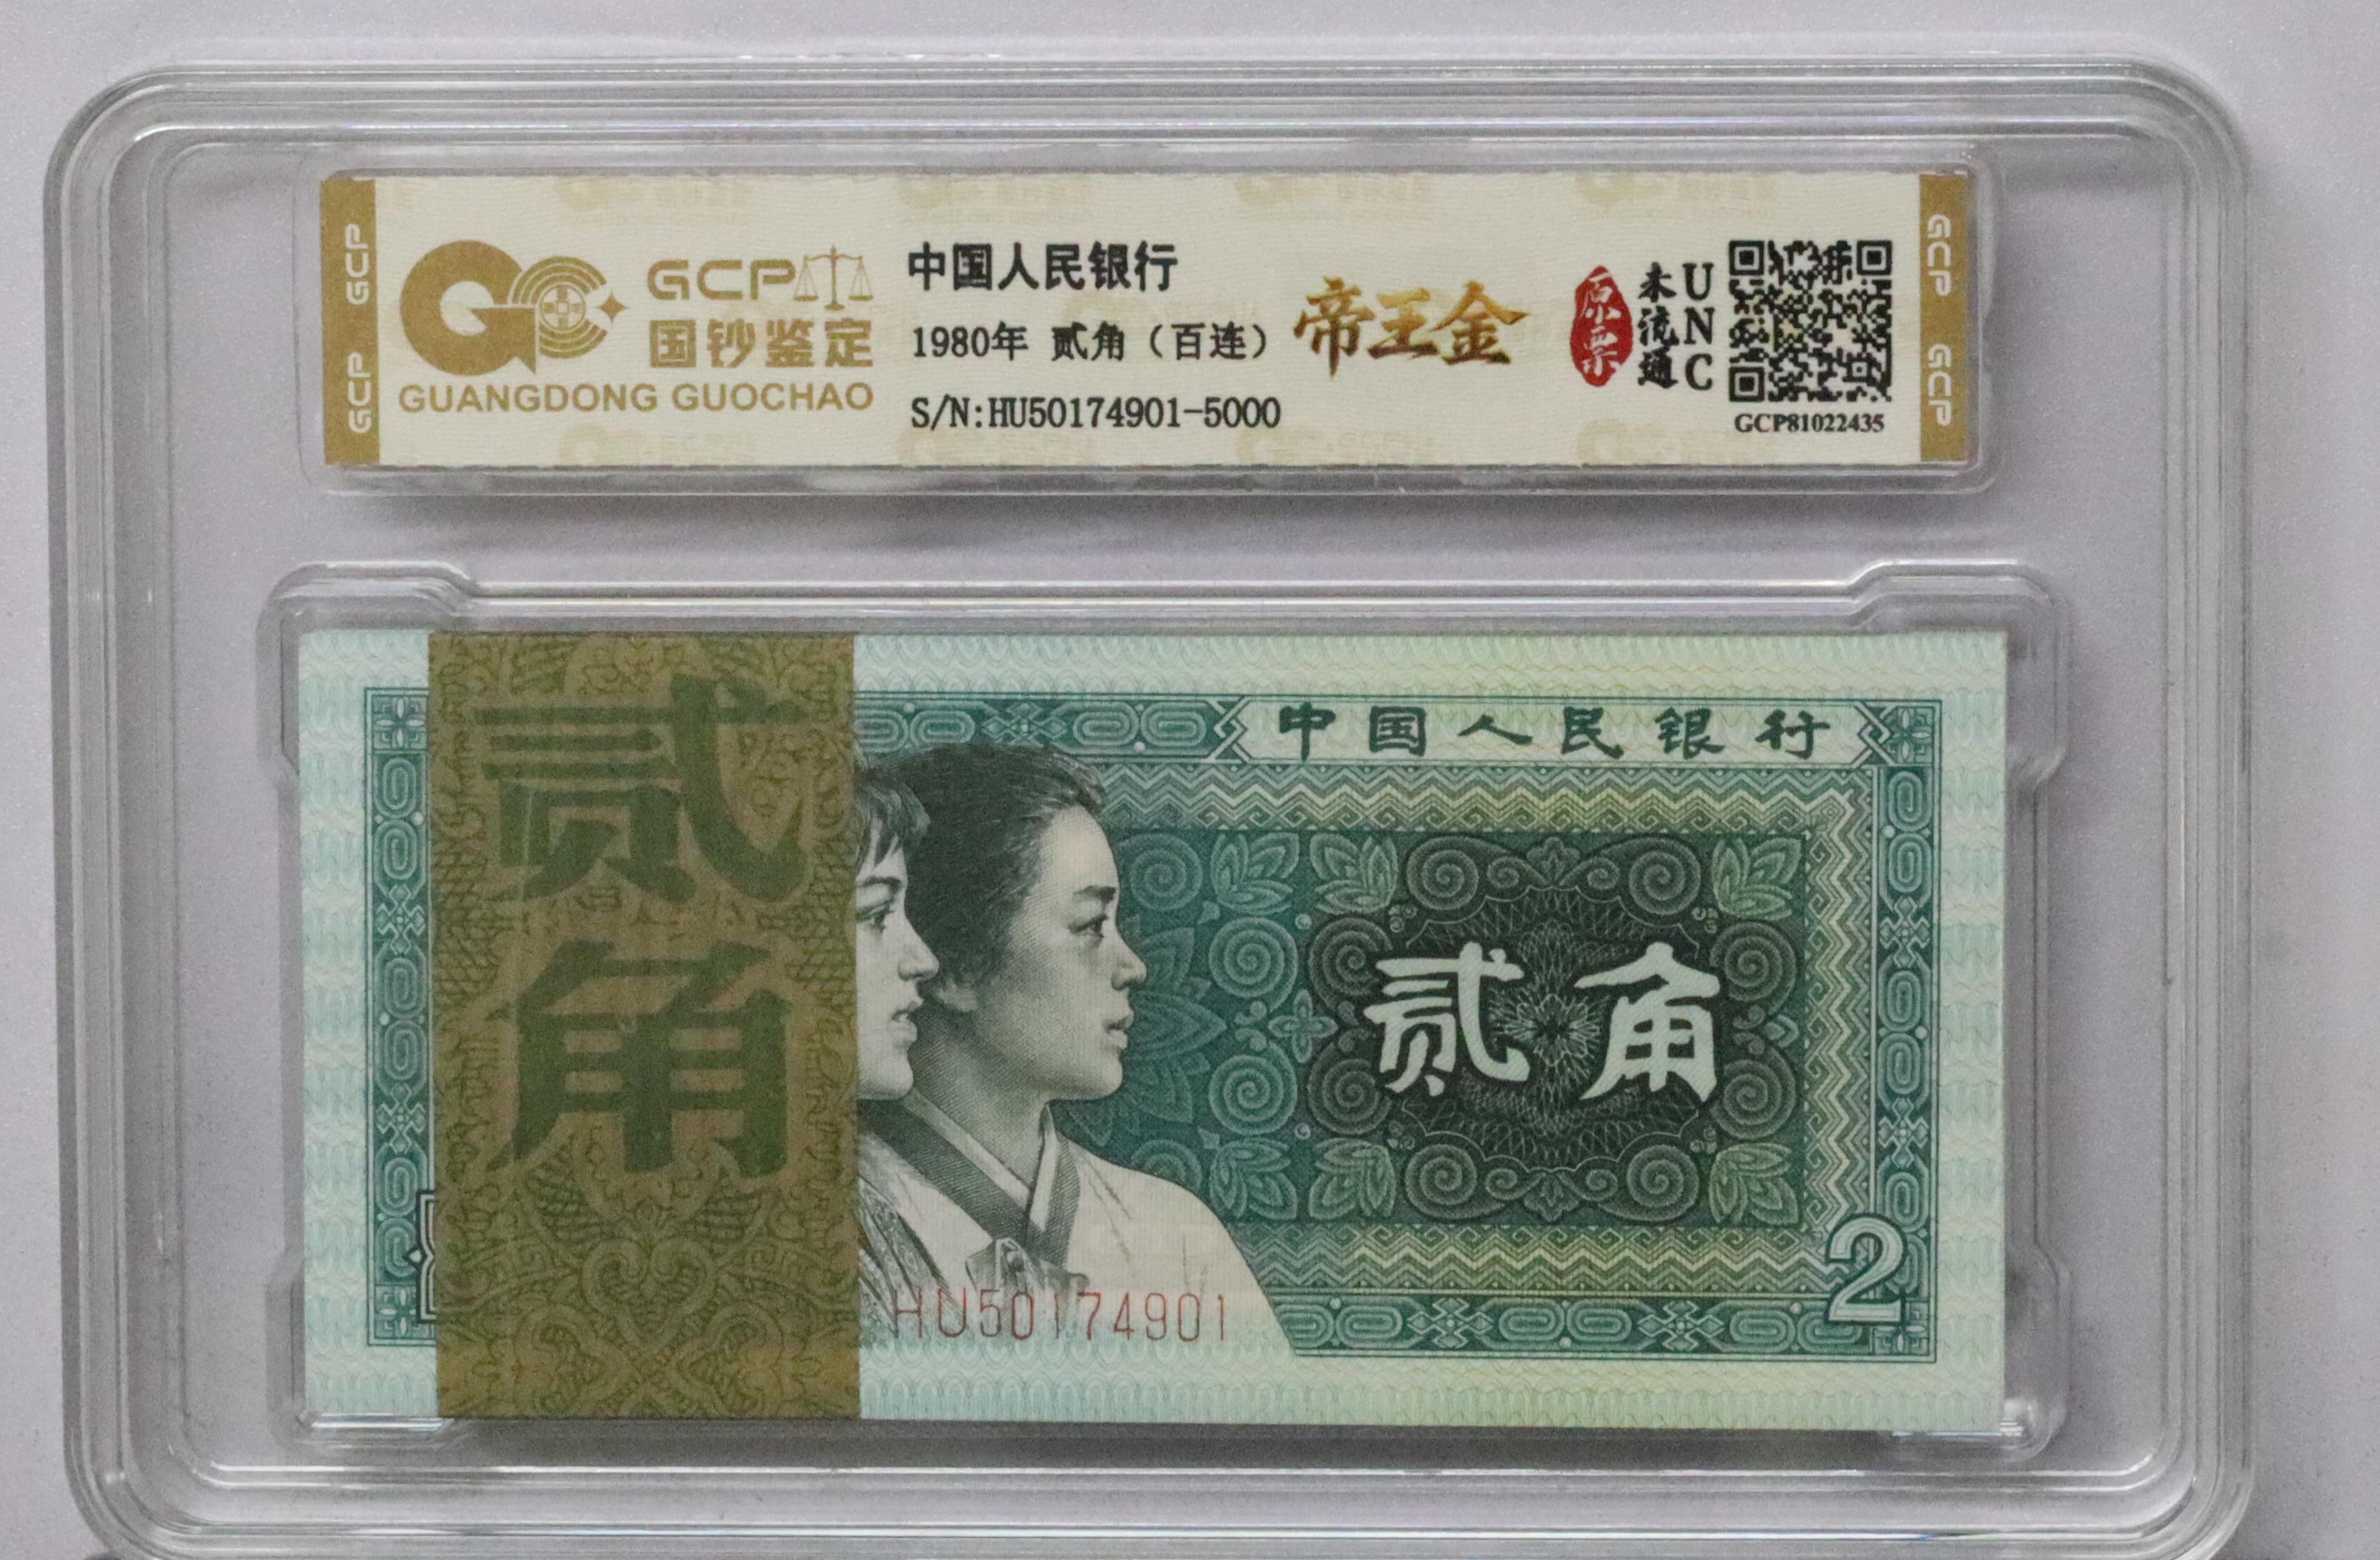 GCP GCP
GCP
国钞鉴定
GUANGDONG GUOCHAO
中国人民银行
1980年 贰角（百连）
S/N:HU50174901-5000
帝王金
原票
未流通
UNC
GCP81022435
GCP GCP
贰角
中国人民银行
贰角
HU50174901
2